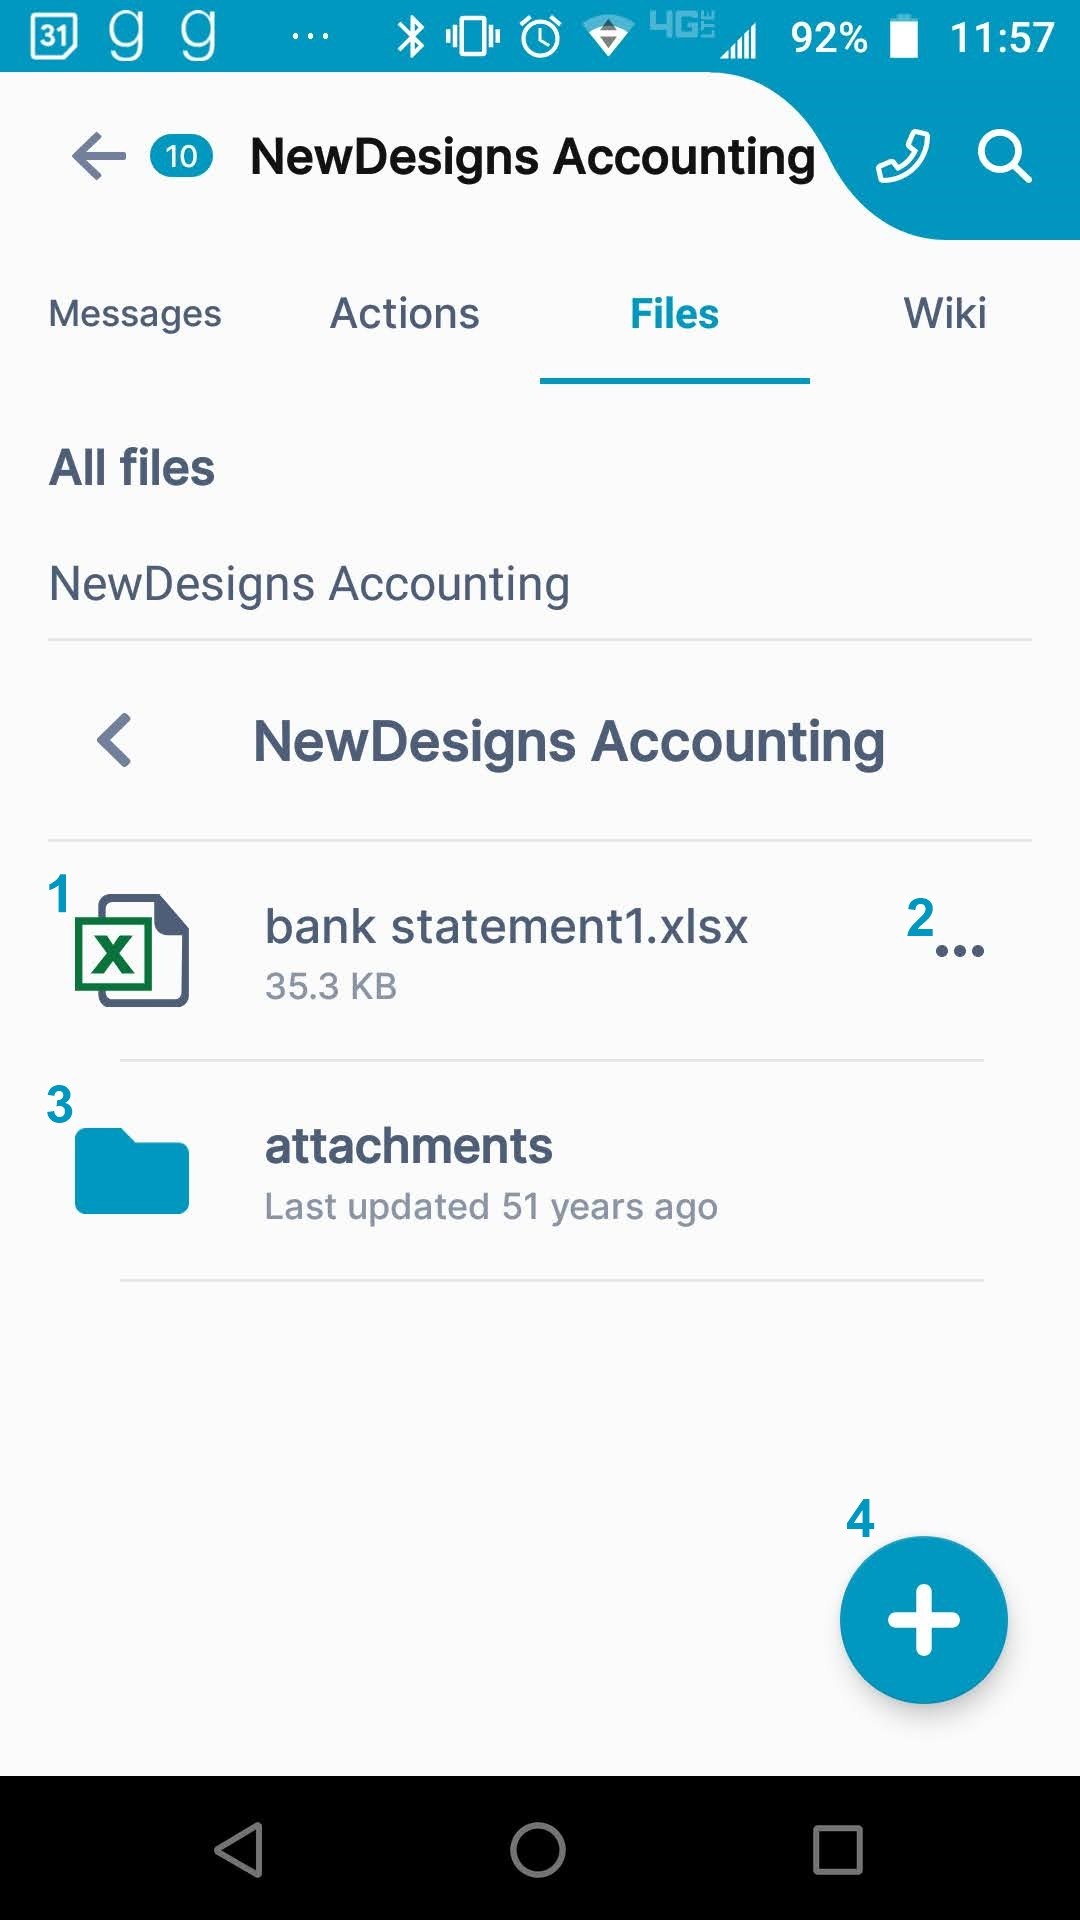 31 g g ... 4G LTE 92% 11:57
10 NewDesigns Accounting
Messages Actions Files Wiki
All files
NewDesigns Accounting
NewDesigns Accounting
1 X bank statement1.xlsx 2
35.3 KB
3 attachments
Last updated 51 years ago
4